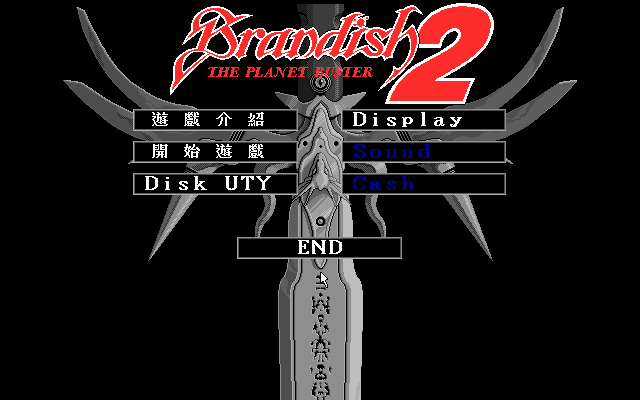 Brandish 2
THE PLANET BUSTER
遊戲介紹
Display
開始遊戲
Sound
Disk UTY
Cash
END